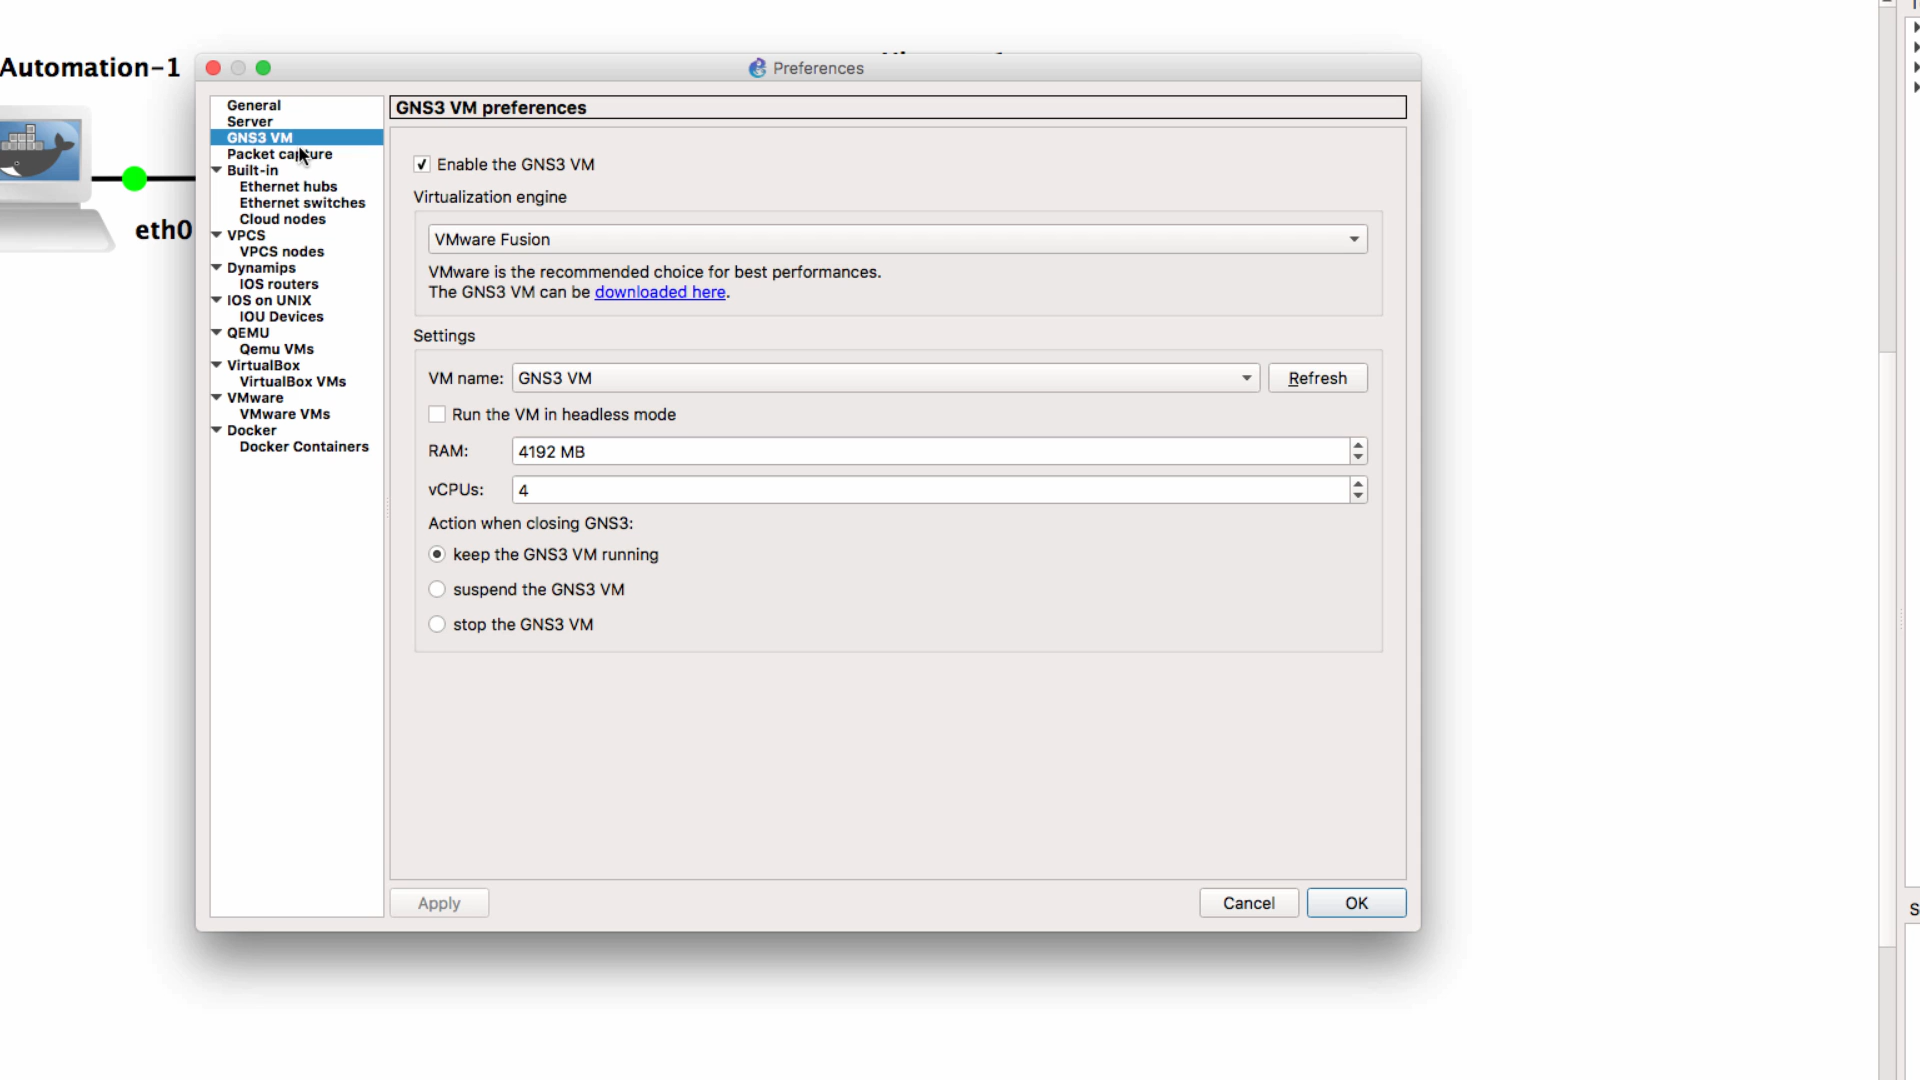 Automation-1
eth0
Preferences
General
Server
GNS3 VM
Packet capture
Built-in
Ethernet hubs
Ethernet switches
Cloud nodes
VPCS
VPCS nodes
Dynamips
IOS routers
IOS on UNIX
IOU Devices
QEMU
Qemu VMs
VirtualBox
VirtualBox VMs
VMware
VMware VMs
Docker
Docker Containers
GNS3 VM preferences
Enable the GNS3 VM
Virtualization engine
VMware Fusion
VMware is the recommended choice for best performances.
The GNS3 VM can be downloaded here.
Settings
VM name: GNS3 VM Refresh
Run the VM in headless mode
RAM: 4192 MB
vCPUs: 4
Action when closing GNS3:
keep the GNS3 VM running
suspend the GNS3 VM
stop the GNS3 VM
Apply Cancel OK